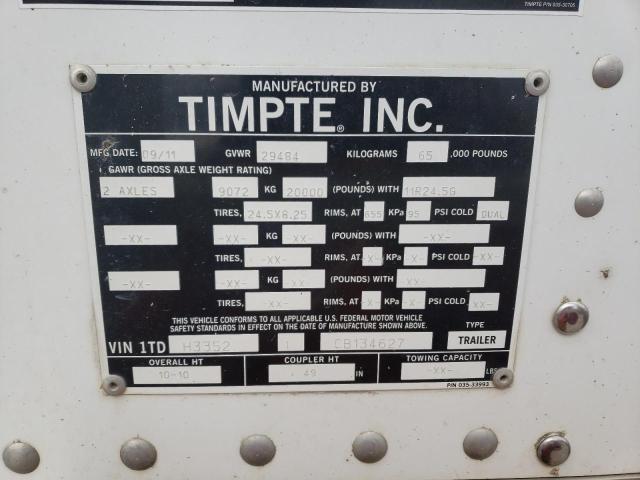 TIMPTE P/N 035-30705
MANUFACTURED BY
TIMPTE, INC.
MFG DATE: 09/11 GVWR 29484 KILOGRAMS 65 ,000 POUNDS
GAWR (GROSS AXLE WEIGHT RATING)
2 AXLES 9072 KG 20000 (POUNDS) WITH 11R24.5G
TIRES, 24.5X8.25 RIMS, AT 655 KPa 95 PSI COLD DUAL
-XX- -XX- KG XX- (POUNDS) WITH -XX-
TIRES, -XX- RIMS, AT -X- KPa -X- PSI COLD -XX-
-XX- -XX- KG XX (POUNDS) WITH XX-
TIRES, XX- RIMS, AT -X- KPa -X- PSI COLD XX-
THIS VEHICLE CONFORMS TO ALL APPLICABLE U.S. FEDERAL MOTOR VEHICLE
SAFETY STANDARDS IN EFFECT ON THE DATE OF MANUFACTURE SHOWN ABOVE. TYPE
VIN 1TD H3352 1 CB134627 TRAILER
OVERALL HT COUPLER HT TOWING CAPACITY
10-10 49 IN -XX- LBS
P/N 035-33993